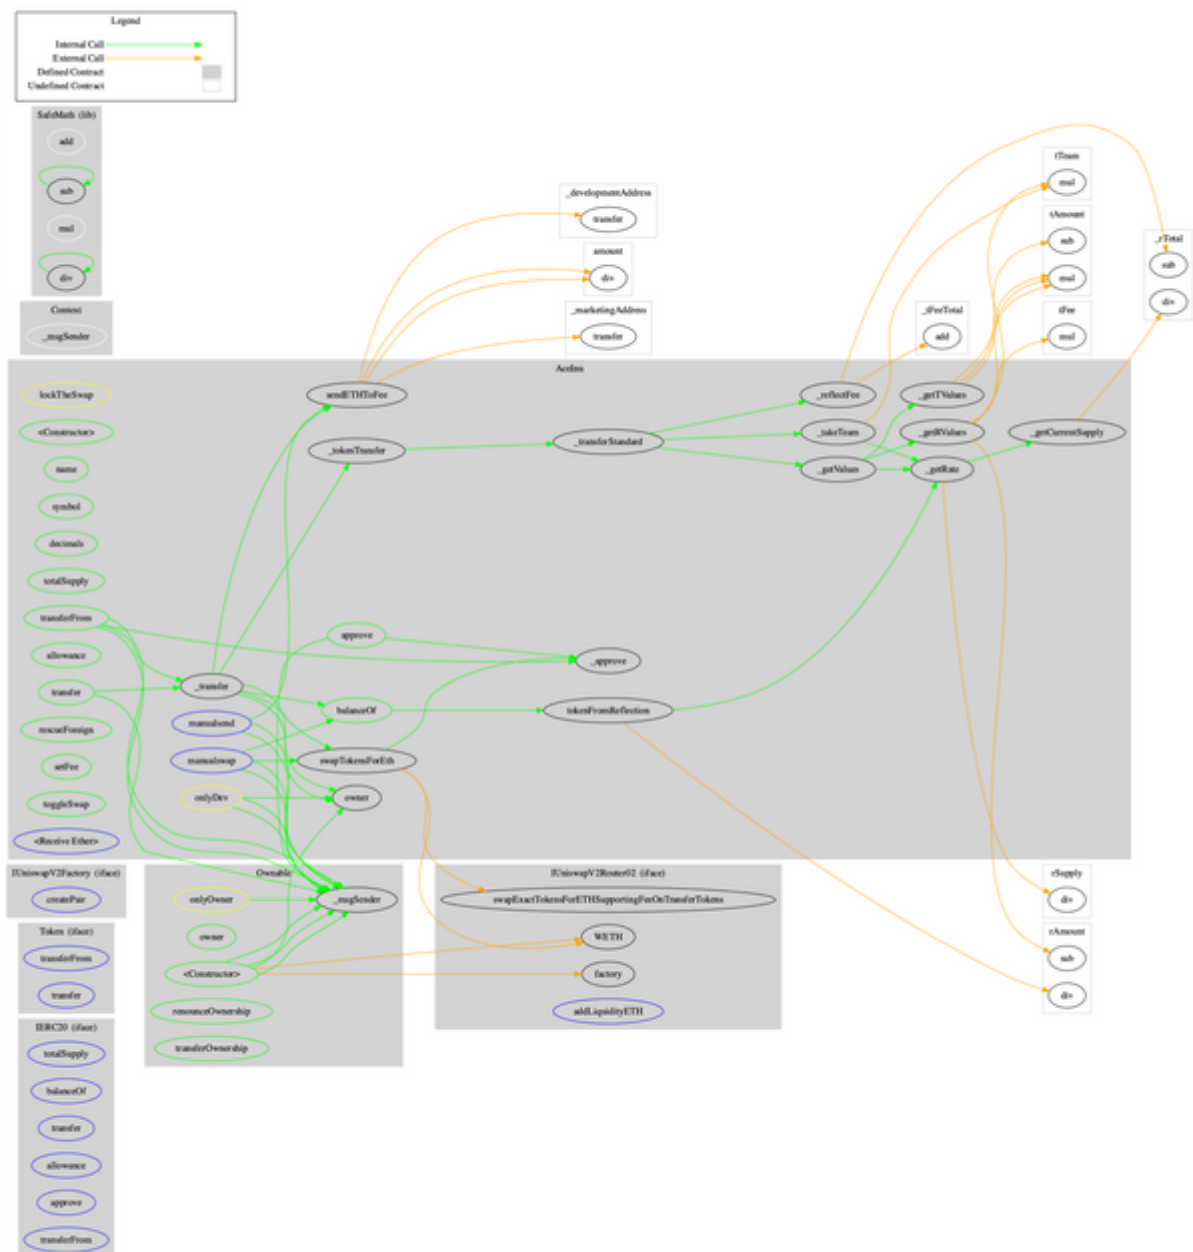 Legend
Internal Call
External Call
Defined Contract
Undefined Contract
SafeMath (lib)
add
sub
mul
div
Context
_msgSender
_developmentAddress
transfer
amount
div
_marketingAddress
transfer
_tFeeTotal
add
tTeam
mul
tAmount
sub
mul
tFee
mul
_rTotal
sub
div
AceInu
lockTheSwap
<Constructor>
name
symbol
decimals
totalSupply
transferFrom
allowance
transfer
rescueForeign
setFee
toggleSwap
<Receive Ether>
_transfer
manualsend
manualswap
onlyDev
sendETHToFee
_tokenTransfer
approve
balanceOf
swapTokensForEth
owner
_transferStandard
_approve
tokenFromReflection
_reflectFee
_takeTeam
_getValues
_getTValues
_getRValues
_getRate
_getCurrentSupply
IUniswapV2Factory (iface)
createPair
Token (iface)
transferFrom
transfer
IERC20 (iface)
totalSupply
balanceOf
transfer
allowance
approve
transferFrom
Ownable
onlyOwner
owner
<Constructor>
renounceOwnership
transferOwnership
_msgSender
IUniswapV2Router02 (iface)
swapExactTokensForETHSupportingFeeOnTransferTokens
WETH
factory
addLiquidityETH
rSupply
div
rAmount
sub
div